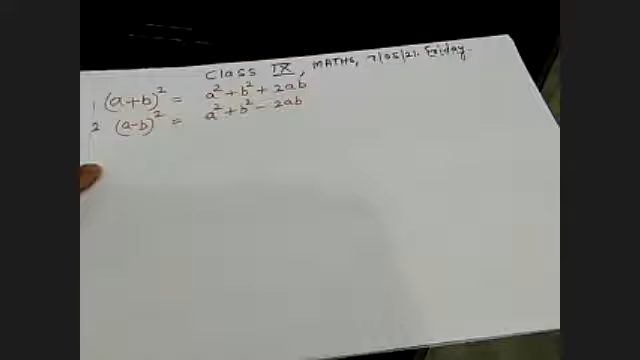 Class IX, MATHS, 7/05/21. Friday.
1 (a+b)² = a² + b² + 2ab
2 (a-b)² = a² + b² - 2ab